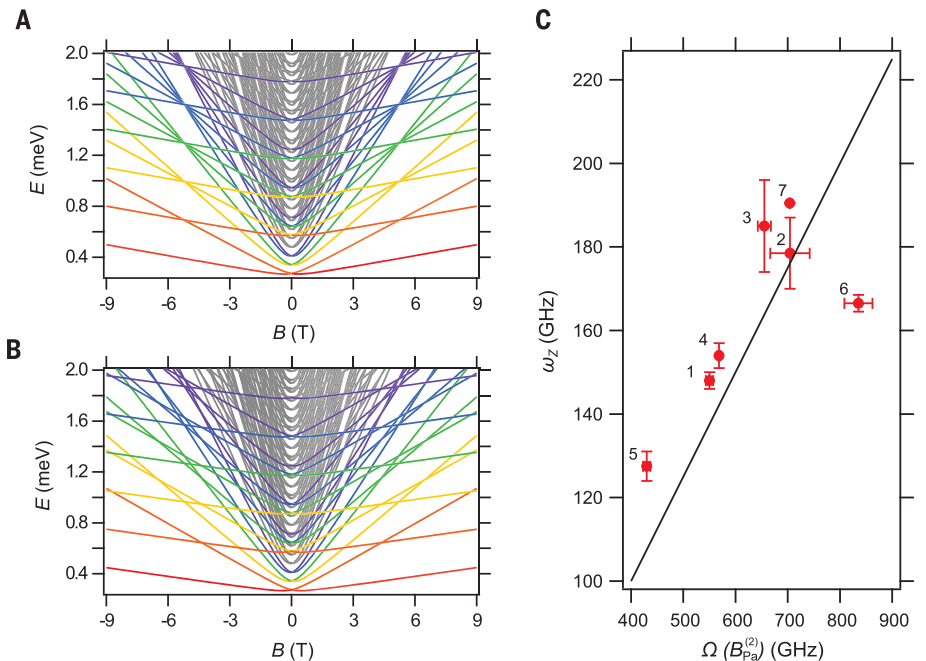 A
2.0
1.6
1.2
0.8
0.4
E (meV)
-9 -6 -3 0 3 6 9
B (T)
B
2.0
1.6
1.2
0.8
0.4
E (meV)
-9 -6 -3 0 3 6 9
B (T)
C
220
200
180
160
140
120
100
ω_Z (GHz)
7
3
2
6
4
1
5
400 500 600 700 800 900
Ω (B_Pa^(2)) (GHz)